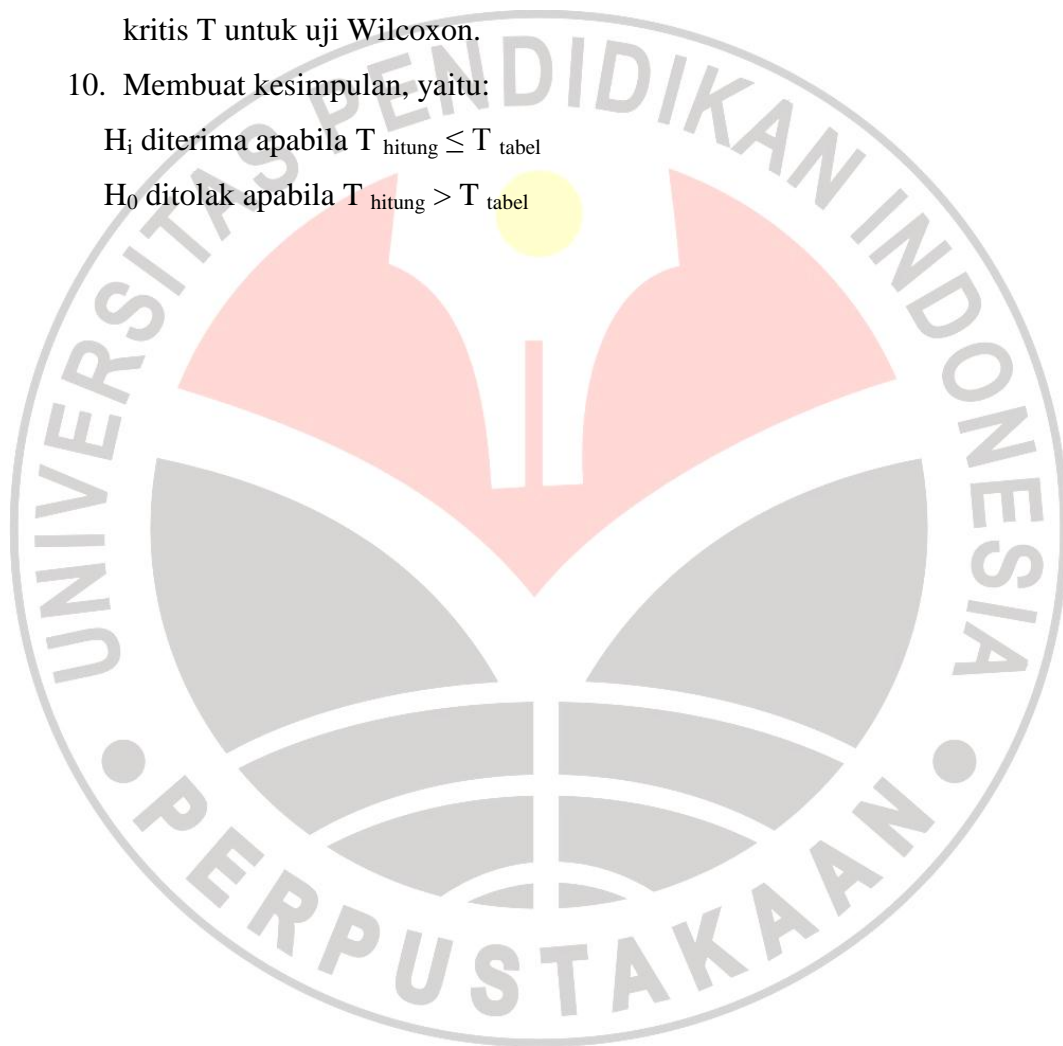 kritis T untuk uji Wilcoxon.
10. Membuat kesimpulan, yaitu:
Hᵢ diterima apabila T hitung ≤ T tabel
H₀ ditolak apabila T hitung > T tabel
UNIVERSITAS PENDIDIKAN INDONESIA
PERPUSTAKAAN